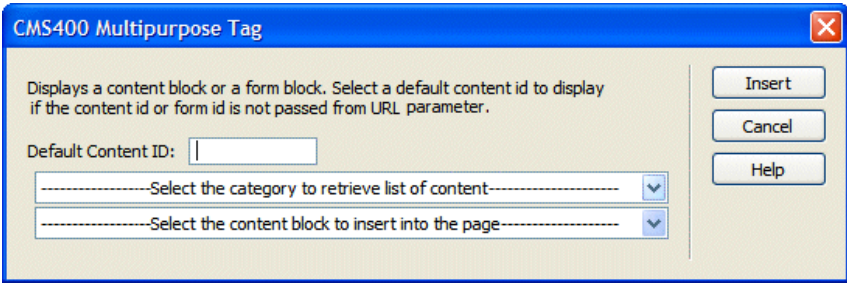 CMS400 Multipurpose Tag
Displays a content block or a form block. Select a default content id to display
if the content id or form id is not passed from URL parameter.
Default Content ID:
-------------------Select the category to retrieve list of content-----------------------
-------------------Select the content block to insert into the page---------------------
Insert
Cancel
Help